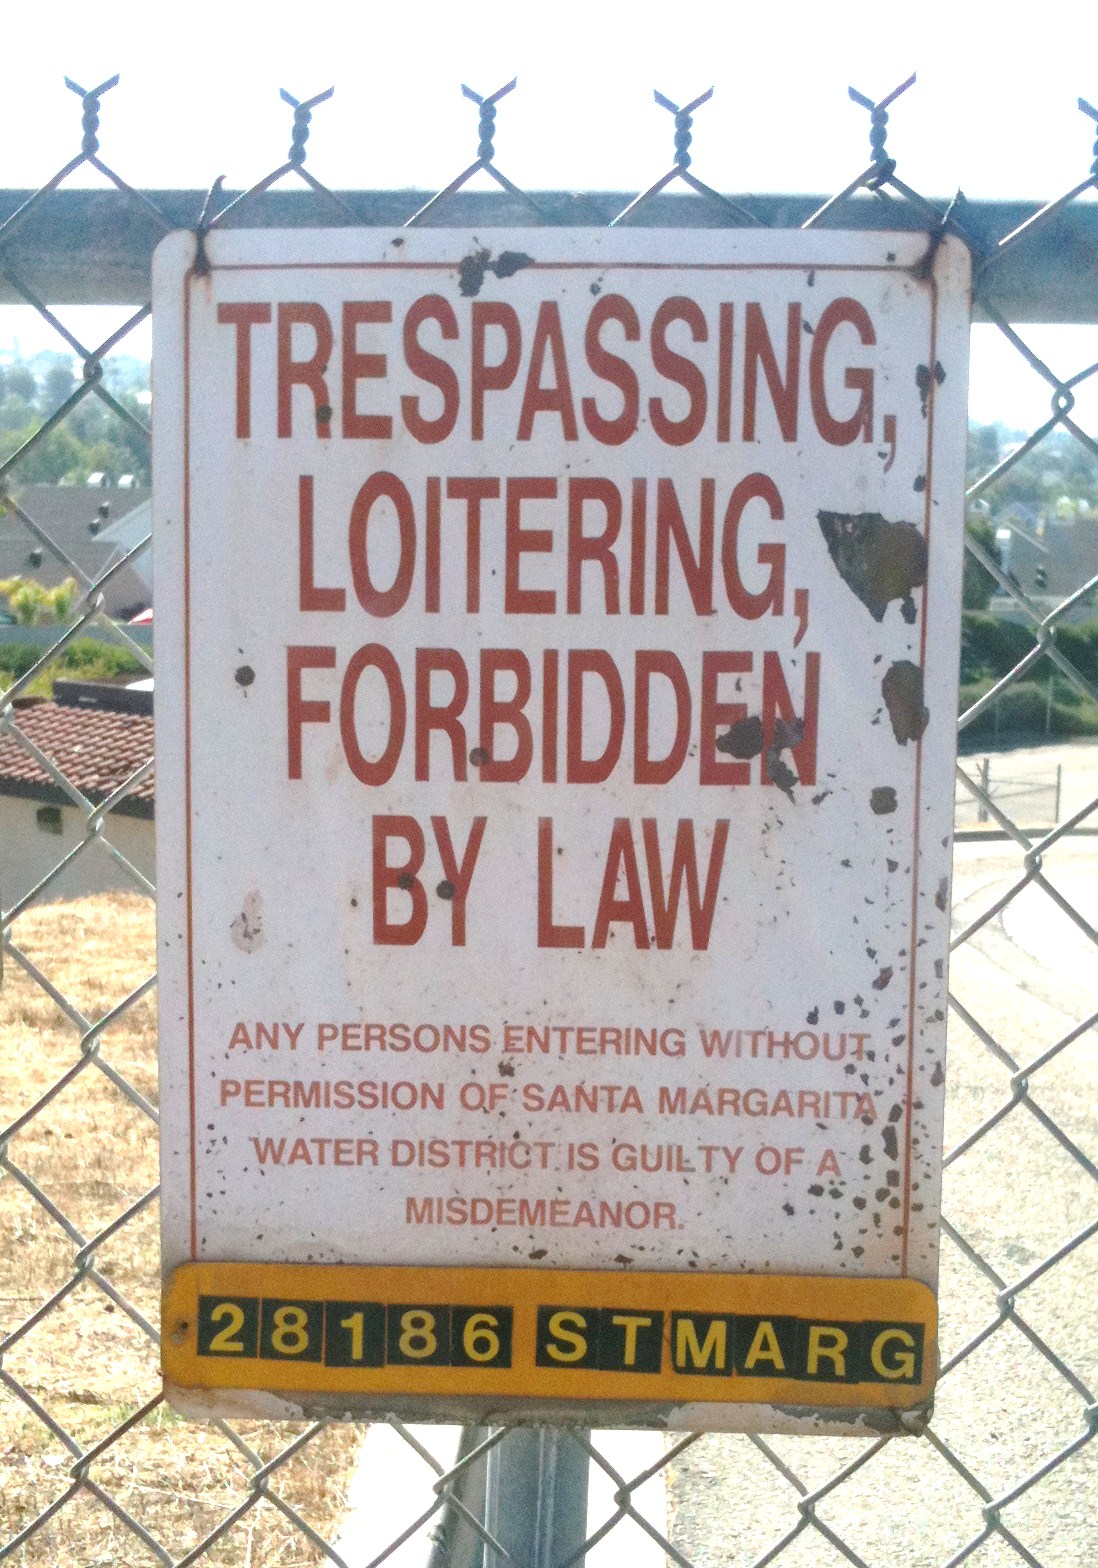 TRESPASSING,
LOITERING,
FORBIDDEN
BY LAW
ANY PERSONS ENTERING WITHOUT
PERMISSION OF SANTA MARGARITA
WATER DISTRICT IS GUILTY OF A
MISDEMEANOR.
28186 STMARG